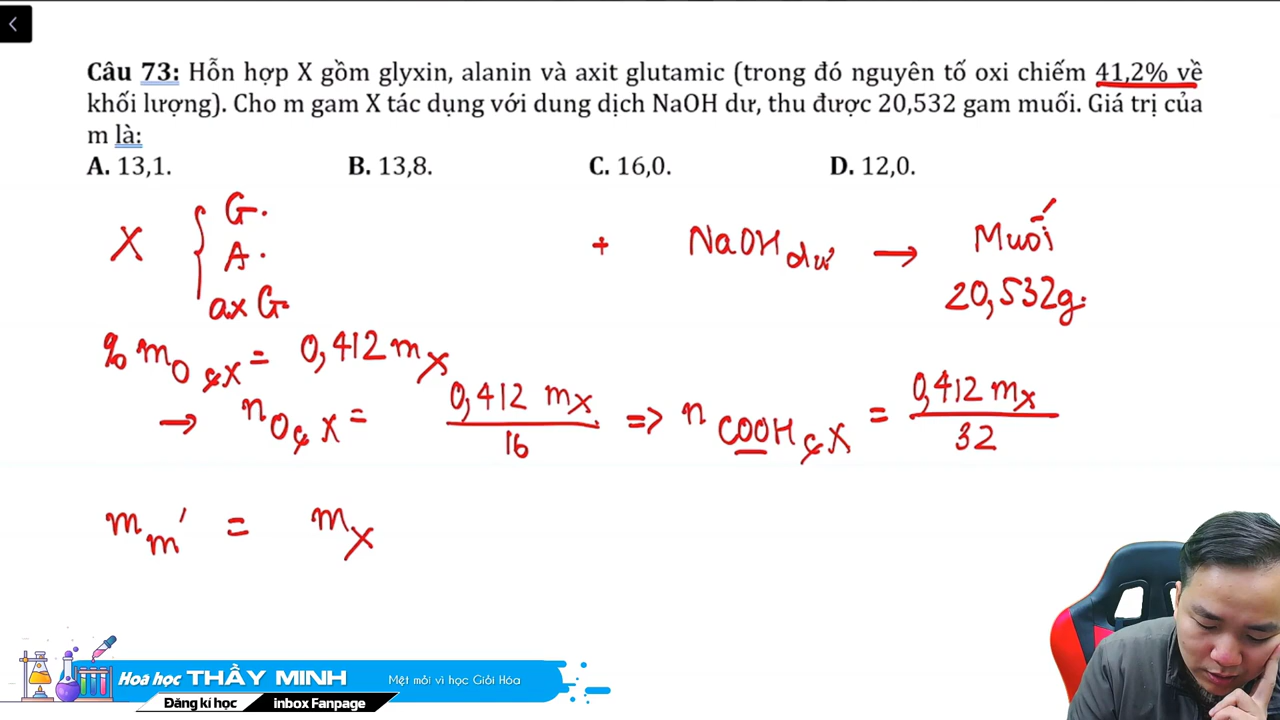 Câu 73: Hỗn hợp X gồm glyxin, alanin và axit glutamic (trong đó nguyên tố oxi chiếm 41,2% về
khối lượng). Cho m gam X tác dụng với dung dịch NaOH dư, thu được 20,532 gam muối. Giá trị của
m là:
A. 13,1. B. 13,8. C. 16,0. D. 12,0.
X { G. A. ax G. + NaOH dư → Muối 20,532g.
% mO çX = 0,412 mX
→ nO ç X = 0,412 mX / 16 => nCOOH ç X = 0,412 mX / 32
mm' = mX
Hoá học THẦY MINH
Mệt mỏi vì học Giỏi Hóa
Đăng kí học inbox Fanpage